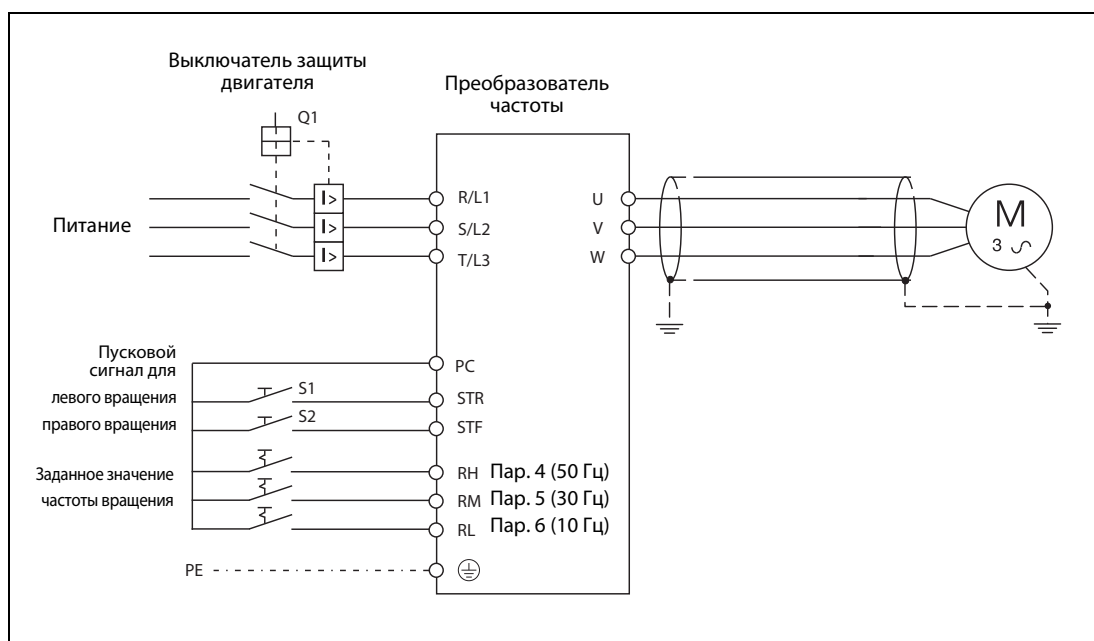 Выключатель защиты
двигателя
Преобразователь
частоты
Q1
Питание
I>
I>
I>
R/L1
S/L2
T/L3
U
V
W
M
3
Пусковой
сигнал для
левого вращения
правого вращения
S1
S2
PC
STR
STF
Заданное значение
частоты вращения
RH Пар. 4 (50 Гц)
RM Пар. 5 (30 Гц)
RL Пар. 6 (10 Гц)
PE